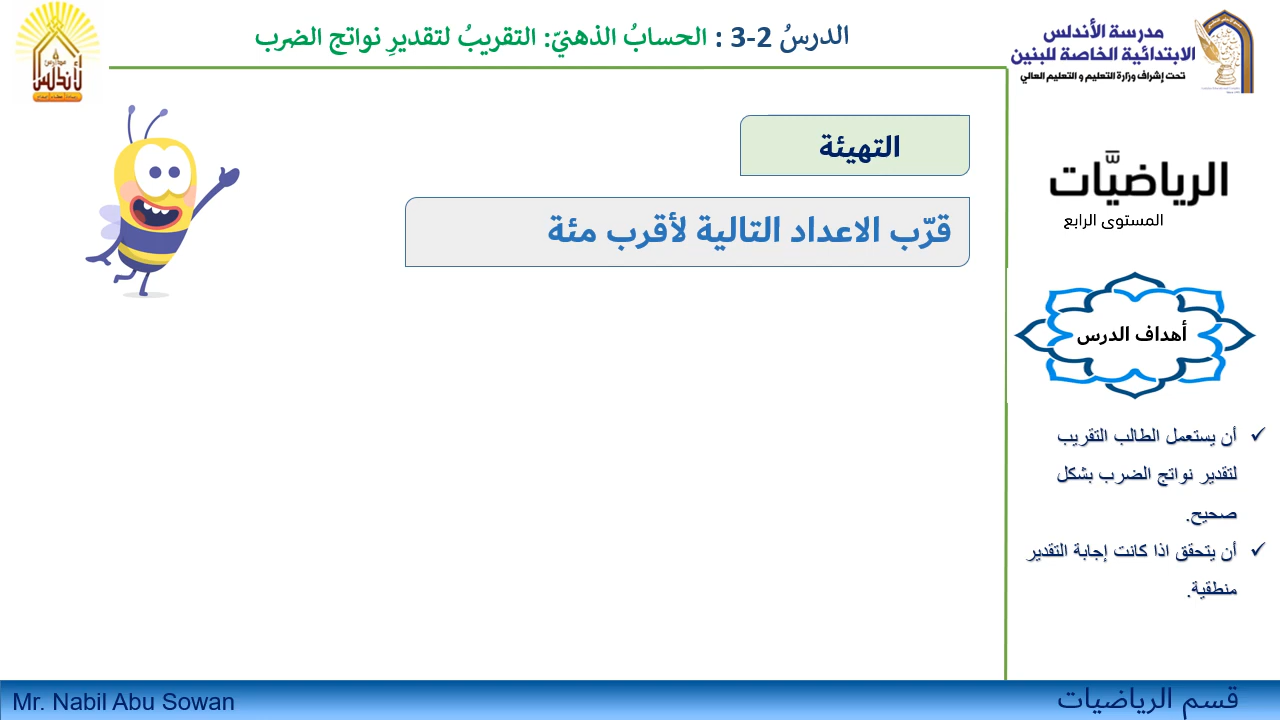 الدرسُ 2-3 : الحسابُ الذهنيّ: التقريبُ لتقديرِ نواتج الضرب
مدرسة الأندلس
الابتدائية الخاصة للبنين
تحت إشراف وزارة التعليم و التعليم العالي
التهيئة
قرّب الاعداد التالية لأقرب مئة
الرياضيَّات
المستوى الرابع
أهداف الدرس
أن يستعمل الطالب التقريب
لتقدير نواتج الضرب بشكل
صحيح.
أن يتحقق اذا كانت إجابة التقدير
منطقية.
قسم الرياضيات
Mr. Nabil Abu Sowan